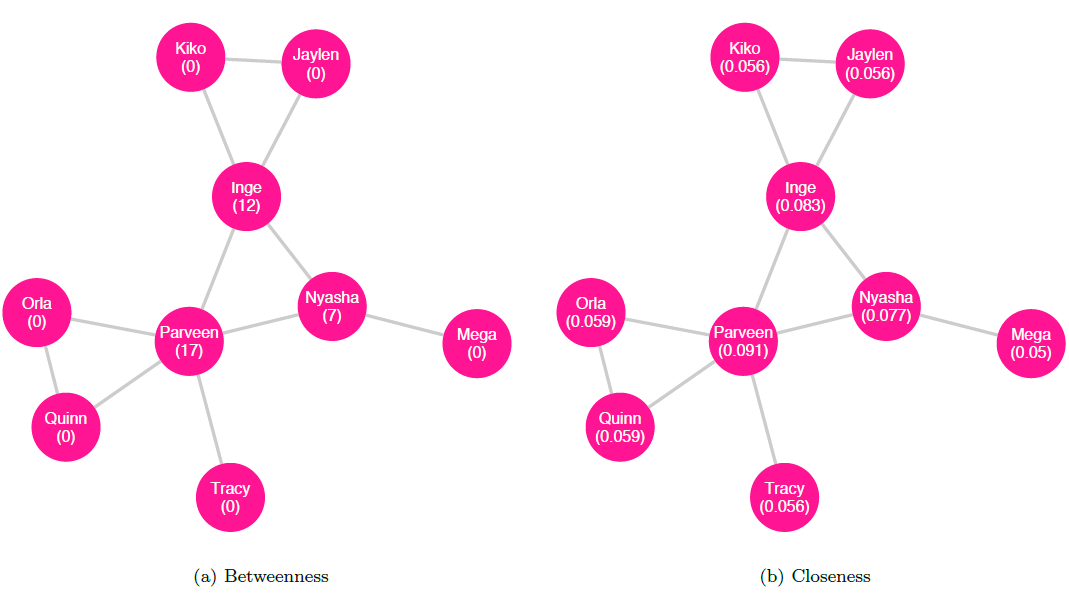 Kiko
(0)
Jaylen
(0)
Inge
(12)
Orla
(0)
Parveen
(17)
Nyasha
(7)
Mega
(0)
Quinn
(0)
Tracy
(0)
(a) Betweenness
Kiko
(0.056)
Jaylen
(0.056)
Inge
(0.083)
Orla
(0.059)
Parveen
(0.091)
Nyasha
(0.077)
Mega
(0.05)
Quinn
(0.059)
Tracy
(0.056)
(b) Closeness